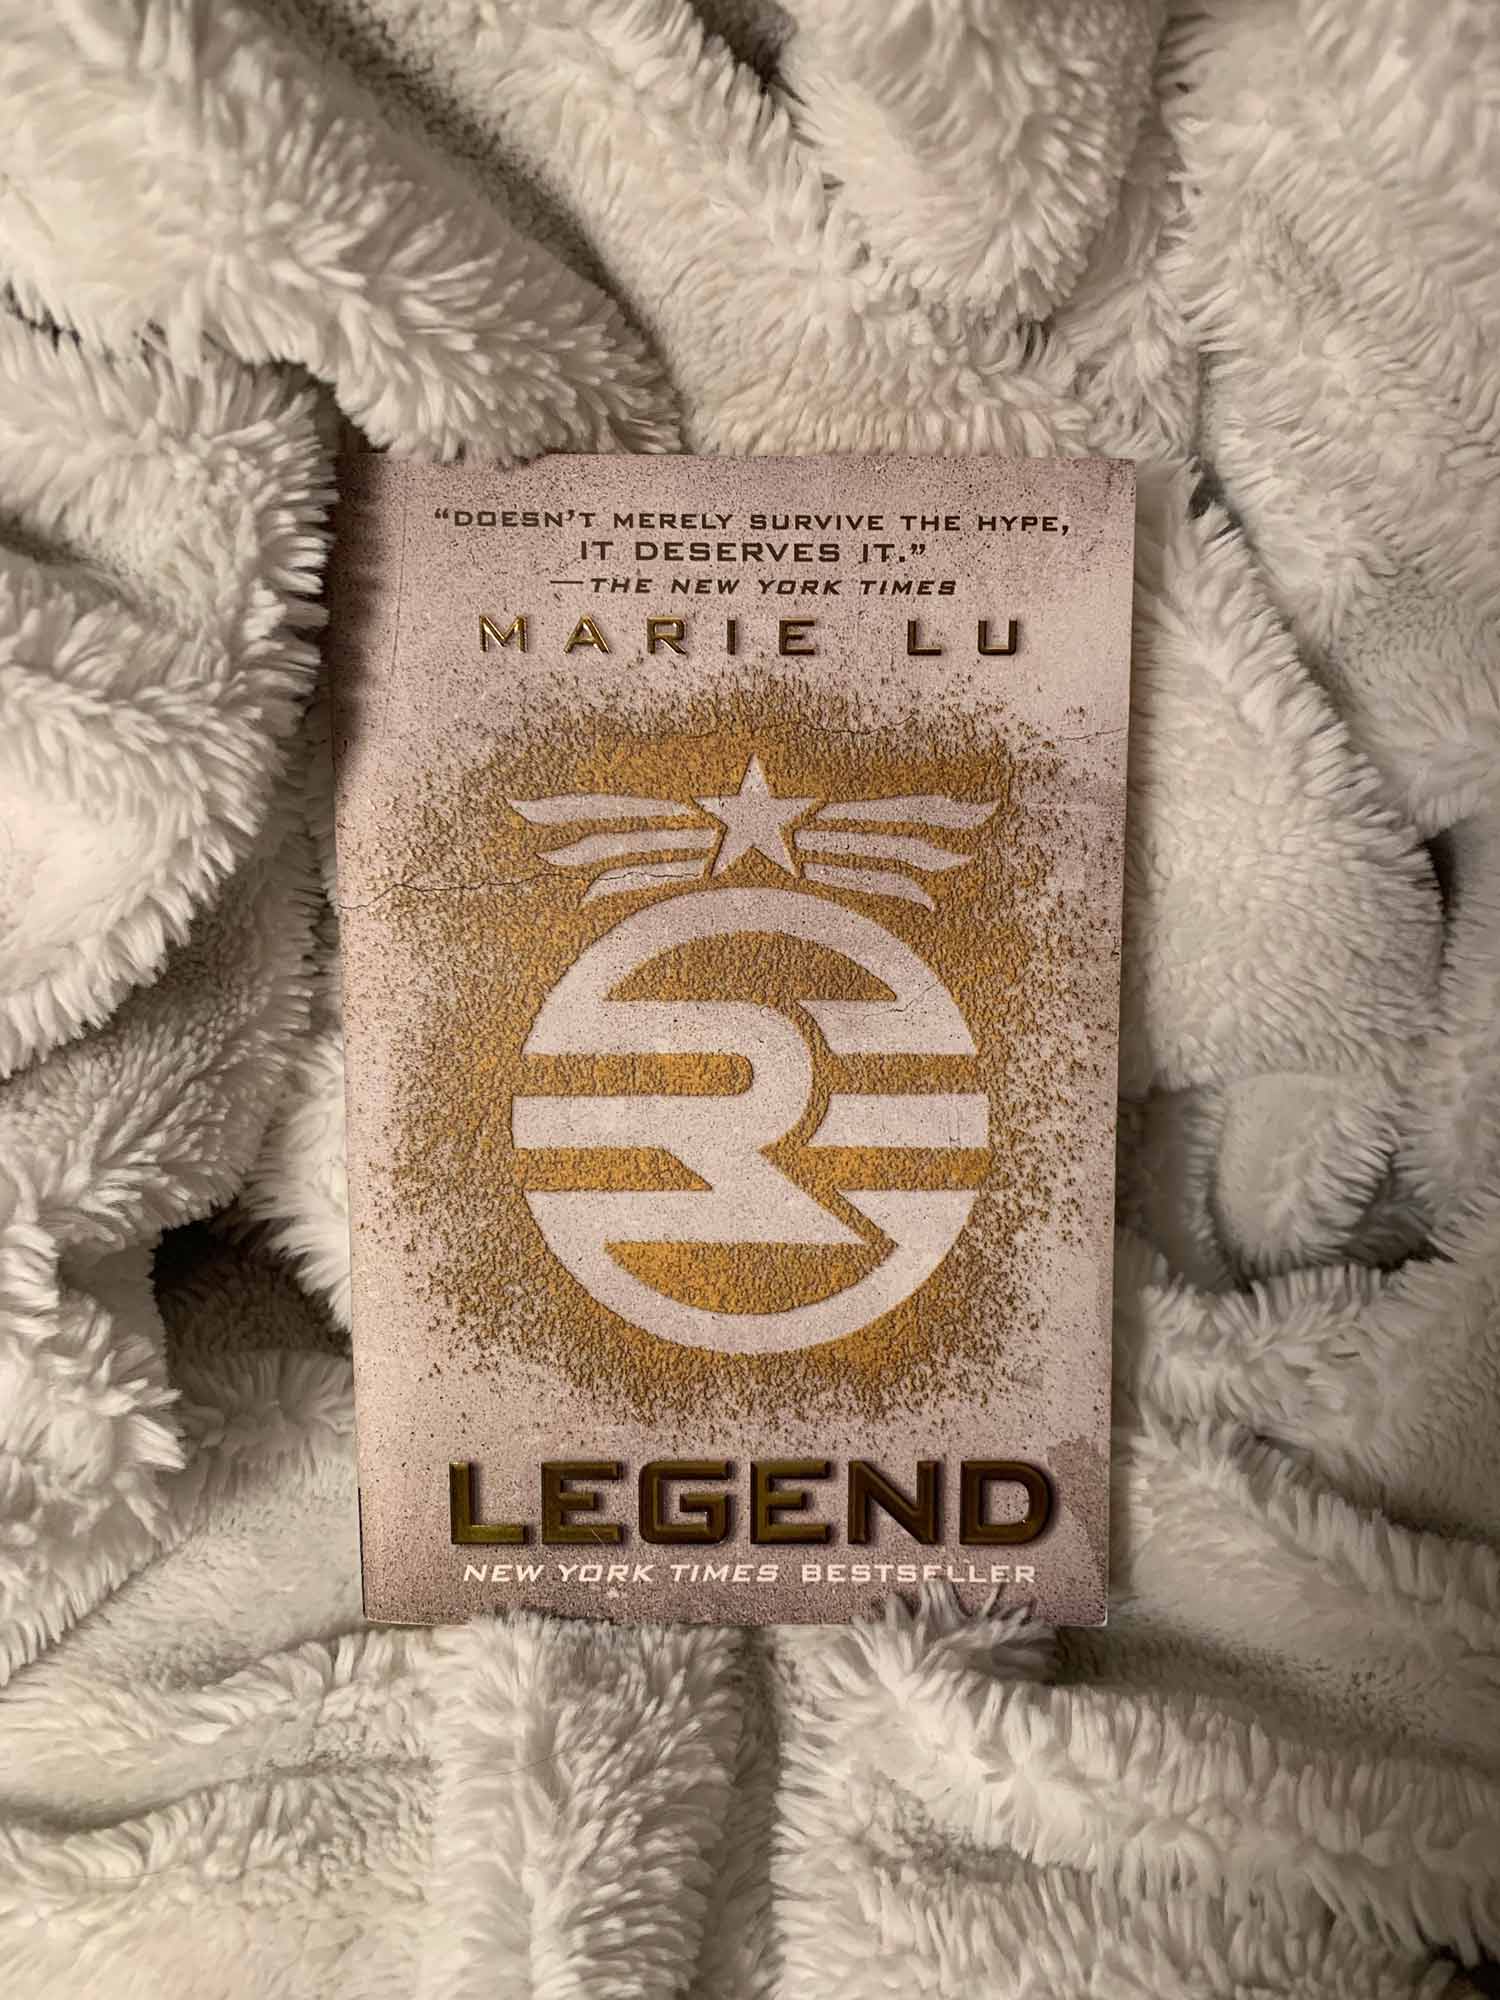 “DOESN’T MERELY SURVIVE THE HYPE,
IT DESERVES IT.”
—THE NEW YORK TIMES
MARIE LU
R
LEGEND
NEW YORK TIMES BESTSELLER